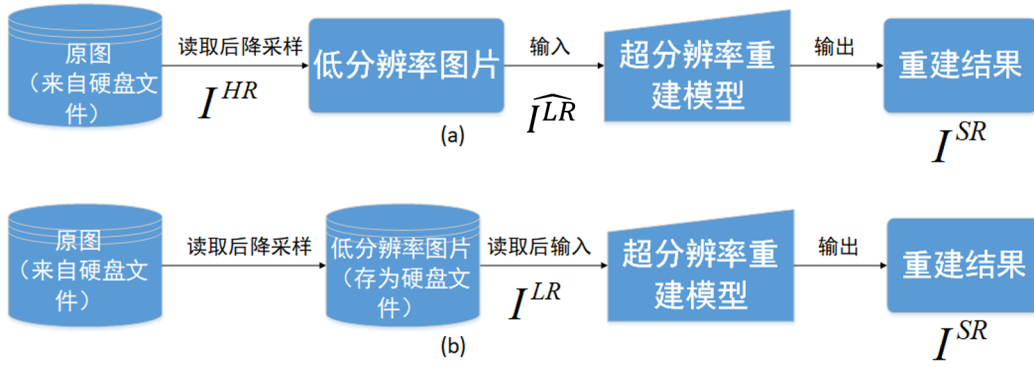 原图
（来自硬盘文
件）
读取后降采样
I^{HR}
低分辨率图片
输入
\widehat{I^{LR}}
超分辨率重
建模型
输出
重建结果
I^{SR}
(a)
原图
（来自硬盘文
件）
读取后降采样
低分辨率图片
（存为硬盘文
件）
读取后输入
I^{LR}
超分辨率重
建模型
输出
重建结果
I^{SR}
(b)